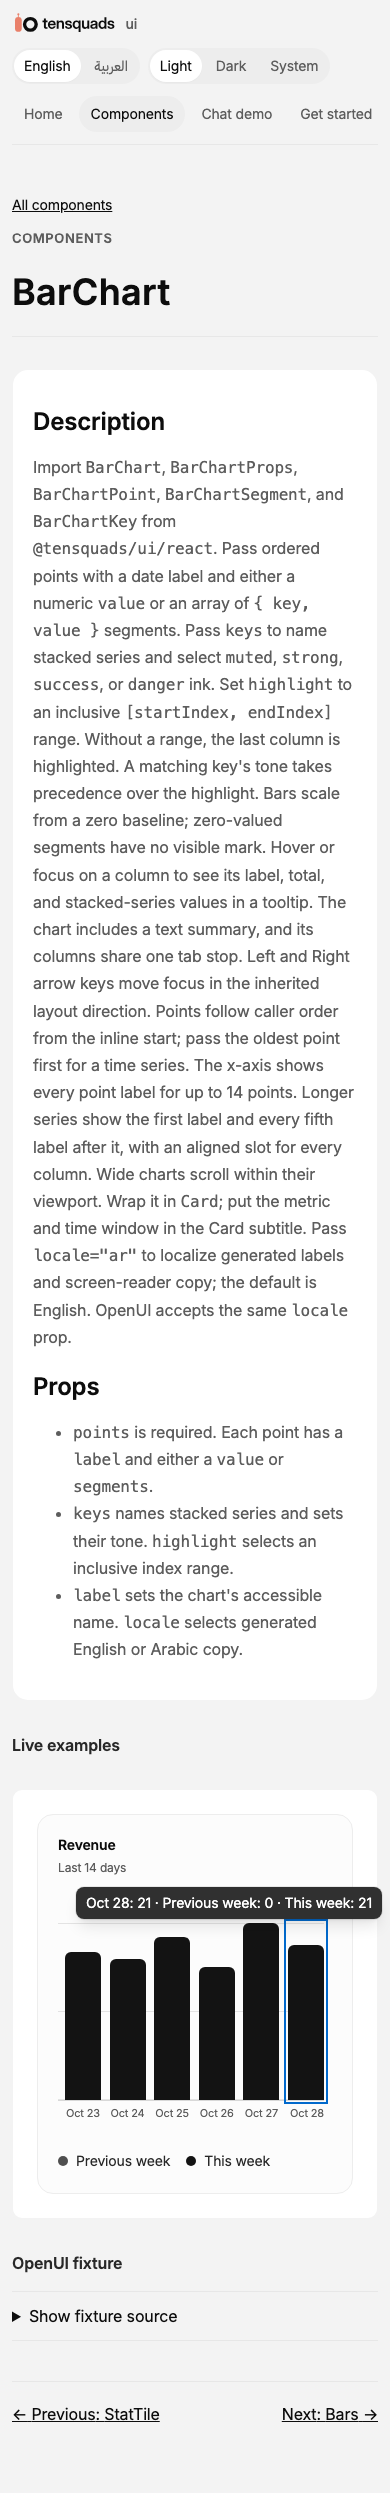 tensquads ui
English العربية Light Dark System
Home Components Chat demo Get started
All components
COMPONENTS
BarChart
Description
Import BarChart, BarChartProps,
BarChartPoint, BarChartSegment, and
BarChartKey from
@tensquads/ui/react. Pass ordered
points with a date label and either a
numeric value or an array of { key,
value } segments. Pass keys to name
stacked series and select muted, strong,
success, or danger ink. Set highlight to
an inclusive [startIndex, endIndex]
range. Without a range, the last column is
highlighted. A matching key's tone takes
precedence over the highlight. Bars scale
from a zero baseline; zero-valued
segments have no visible mark. Hover or
focus on a column to see its label, total,
and stacked-series values in a tooltip. The
chart includes a text summary, and its
columns share one tab stop. Left and Right
arrow keys move focus in the inherited
layout direction. Points follow caller order
from the inline start; pass the oldest point
first for a time series. The x-axis shows
every point label for up to 14 points. Longer
series show the first label and every fifth
label after it, with an aligned slot for every
column. Wide charts scroll within their
viewport. Wrap it in Card; put the metric
and time window in the Card subtitle. Pass
locale="ar" to localize generated labels
and screen-reader copy; the default is
English. OpenUI accepts the same locale
prop.
Props
• points is required. Each point has a
label and either a value or
segments.
• keys names stacked series and sets
their tone. highlight selects an
inclusive index range.
• label sets the chart's accessible
name. locale selects generated
English or Arabic copy.
Live examples
Revenue
Last 14 days
Oct 28: 21 · Previous week: 0 · This week: 21
Oct 23 Oct 24 Oct 25 Oct 26 Oct 27 Oct 28
Previous week This week
OpenUI fixture
Show fixture source
← Previous: StatTile Next: Bars →